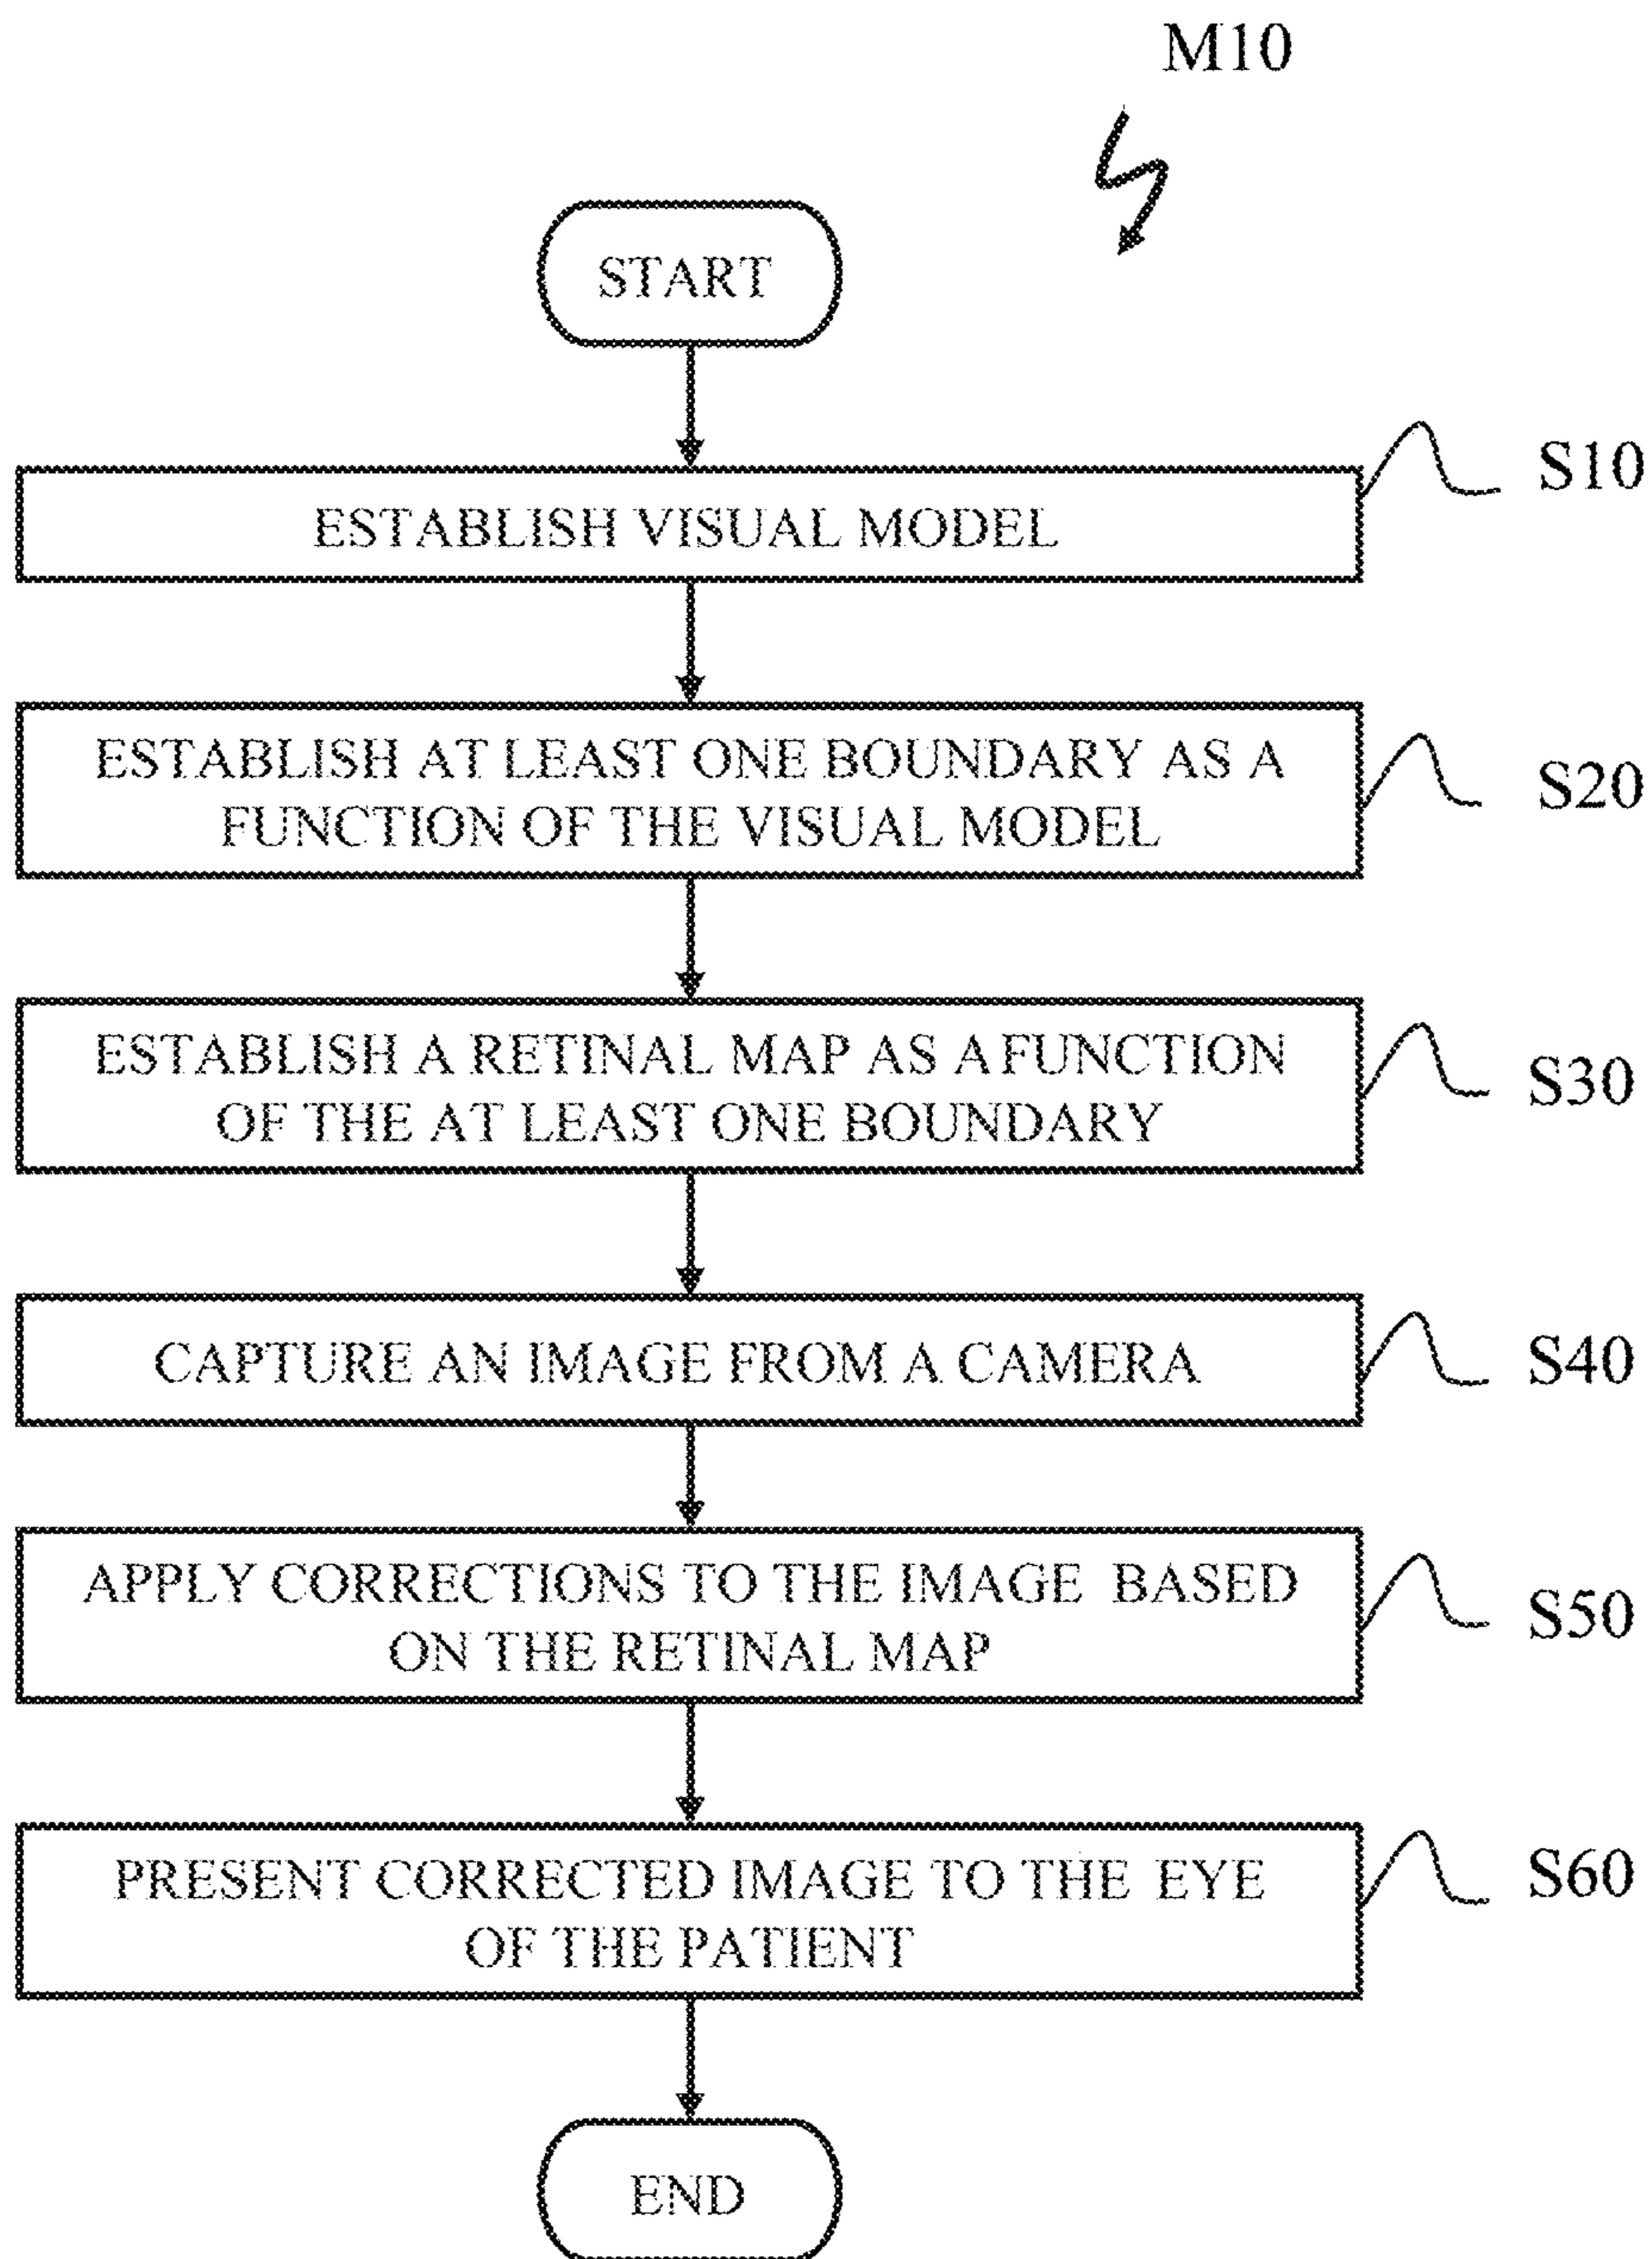 M10
START
ESTABLISH VISUAL MODEL
S10
ESTABLISH AT LEAST ONE BOUNDARY AS A
FUNCTION OF THE VISUAL MODEL
S20
ESTABLISH A RETINAL MAP AS A FUNCTION
OF THE AT LEAST ONE BOUNDARY
S30
CAPTURE AN IMAGE FROM A CAMERA
S40
APPLY CORRECTIONS TO THE IMAGE BASED
ON THE RETINAL MAP
S50
PRESENT CORRECTED IMAGE TO THE EYE
OF THE PATIENT
S60
END